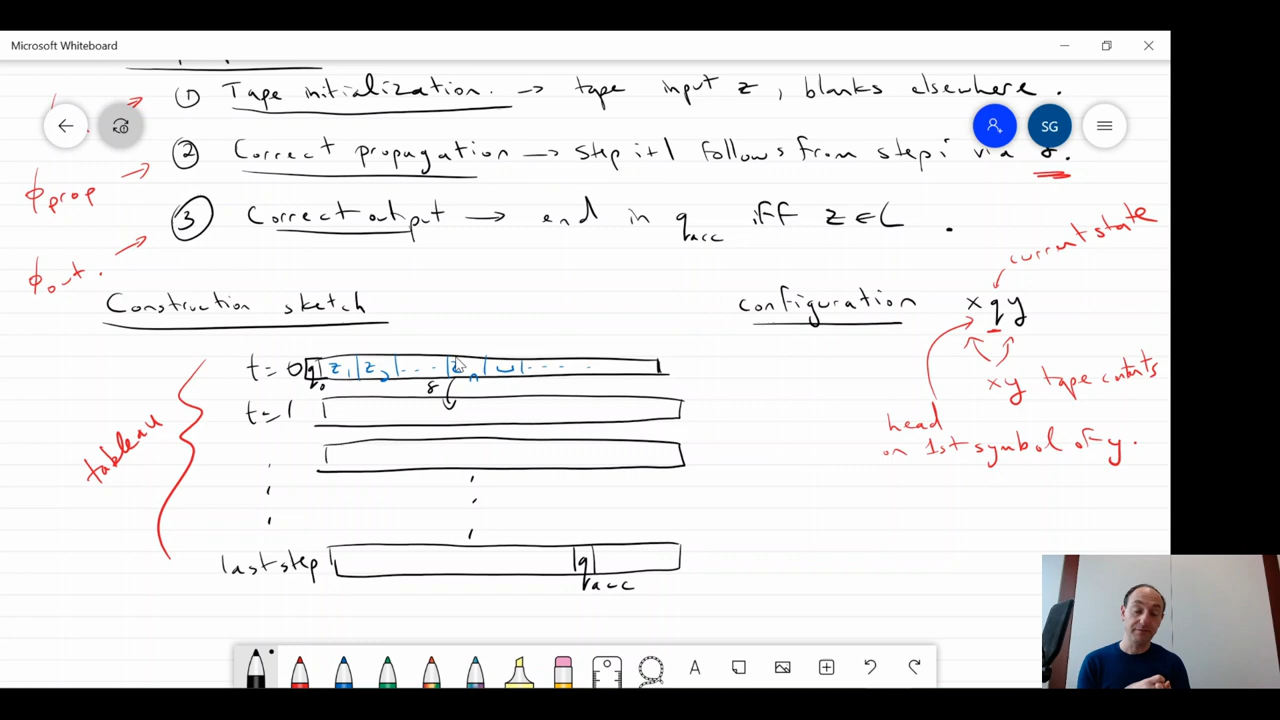 Microsoft Whiteboard
① Tape initialization. → tape input z, blanks elsewhere.
② Correct propagation → step i+1 follows from step i via δ.
ϕprop
③ Correct output → end in qacc iff z ∈ L.
ϕout.
SG
current state
Construction sketch
configuration x q y
t=0 q0 z1 z2 ... zn ⊔ ...
δ
t=1
xy tape contents
head
on 1st symbol of y.
tableau
last step qacc
A